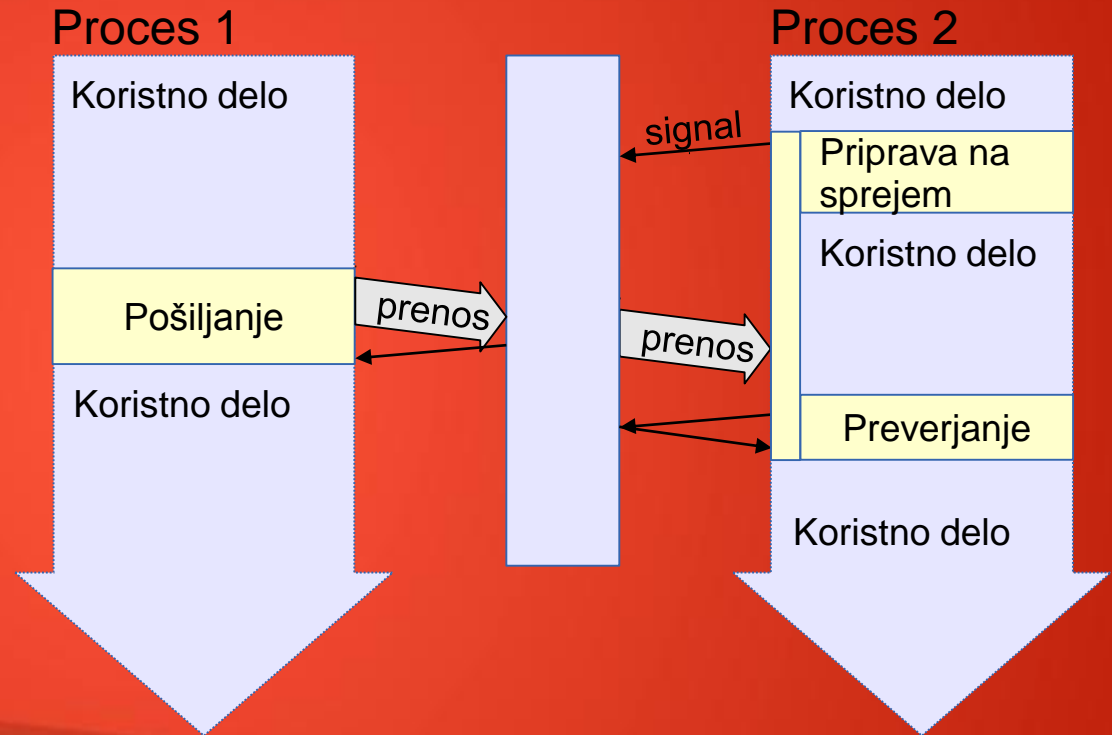 Proces 1
Proces 2
Koristno delo
Koristno delo
signal
Priprava na
sprejem
Koristno delo
Pošiljanje
prenos
prenos
Koristno delo
Preverjanje
Koristno delo